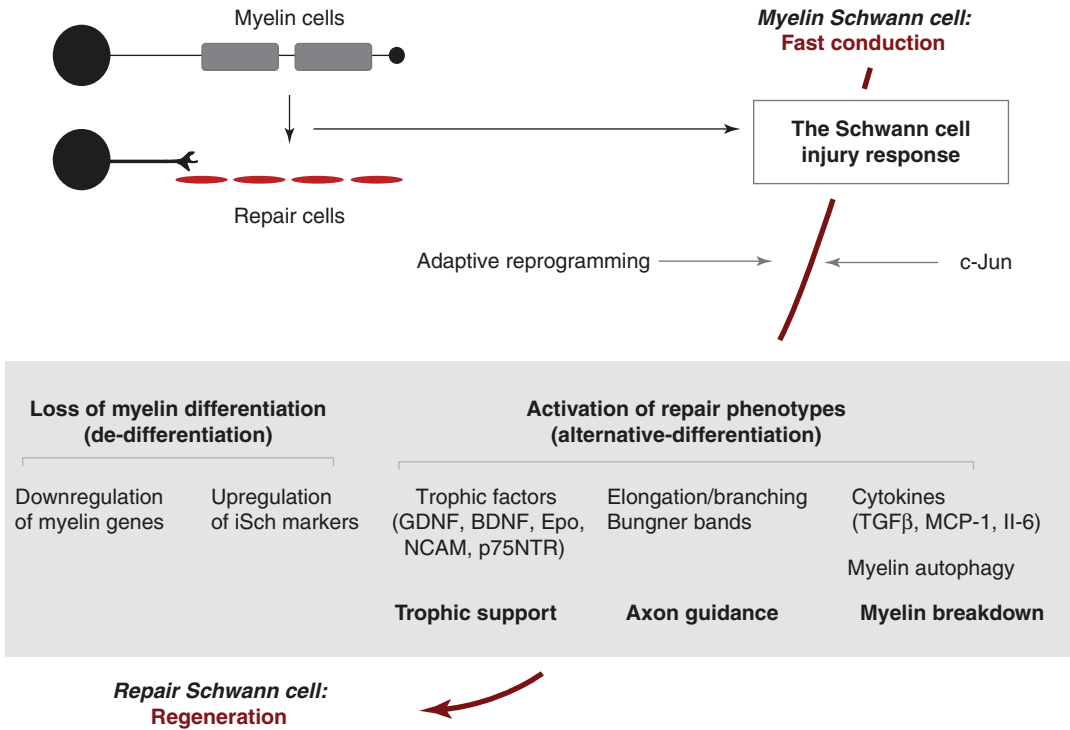 Myelin cells
Myelin Schwann cell:
Fast conduction
The Schwann cell
injury response
Repair cells
Adaptive reprogramming
c-Jun
Loss of myelin differentiation
(de-differentiation)
Activation of repair phenotypes
(alternative-differentiation)
Downregulation
of myelin genes
Upregulation
of iSch markers
Trophic factors
(GDNF, BDNF, Epo,
NCAM, p75NTR)
Elongation/branching
Bungner bands
Cytokines
(TGFβ, MCP-1, II-6)
Myelin autophagy
Trophic support
Axon guidance
Myelin breakdown
Repair Schwann cell:
Regeneration